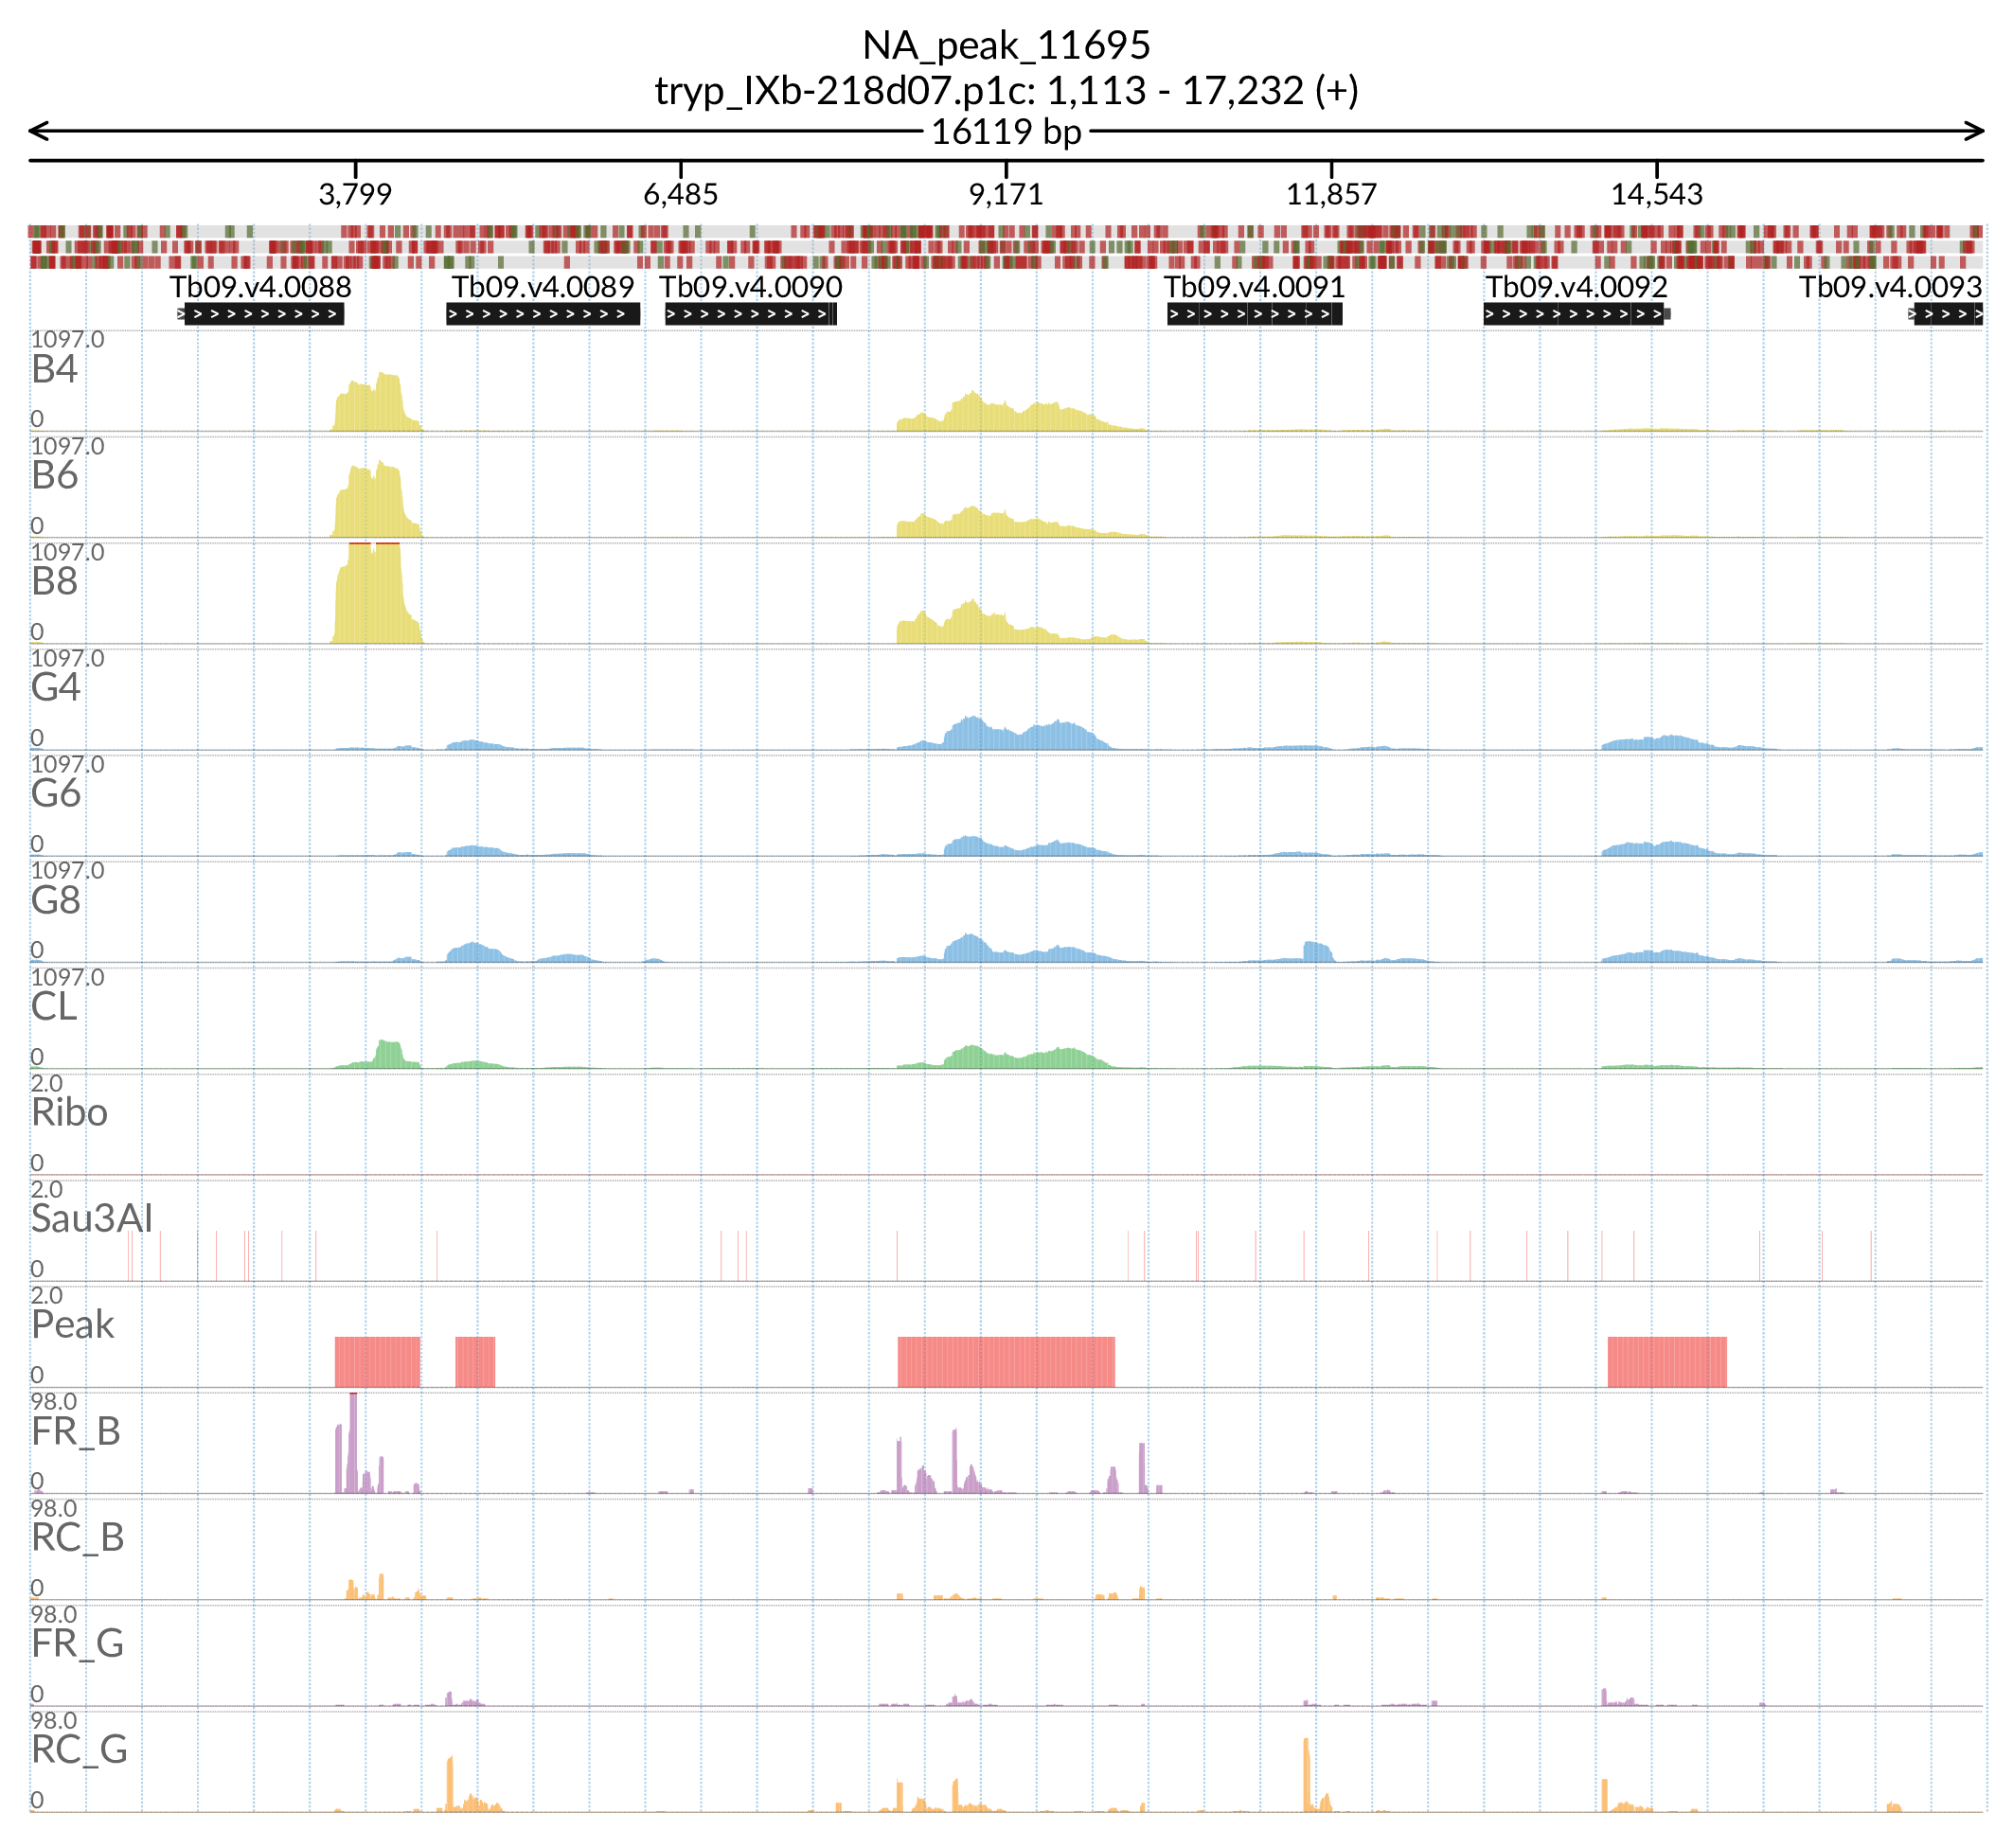 NA_peak_11695
tryp_IXb-218d07.p1c: 1,113 - 17,232 (+)
16119 bp
3,799 6,485 9,171 11,857 14,543
Tb09.v4.0088 Tb09.v4.0089 Tb09.v4.0090 Tb09.v4.0091 Tb09.v4.0092 Tb09.v4.0093
1097.0
B4
0
1097.0
B6
0
1097.0
B8
0
1097.0
G4
0
1097.0
G6
0
1097.0
G8
0
1097.0
CL
0
2.0
Ribo
0
2.0
Sau3AI
0
2.0
Peak
0
98.0
FR_B
0
98.0
RC_B
0
98.0
FR_G
0
98.0
RC_G
0